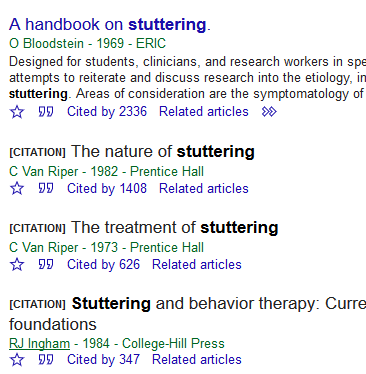 A handbook on stuttering.
O Bloodstein - 1969 - ERIC
Designed for students, clinicians, and research workers in spe
attempts to reiterate and discuss research into the etiology, in
stuttering. Areas of consideration are the symptomatology of
Cited by 2336 Related articles
[CITATION] The nature of stuttering
C Van Riper - 1982 - Prentice Hall
Cited by 1408 Related articles
[CITATION] The treatment of stuttering
C Van Riper - 1973 - Prentice Hall
Cited by 626 Related articles
[CITATION] Stuttering and behavior therapy: Curre
foundations
RJ Ingham - 1984 - College-Hill Press
Cited by 347 Related articles